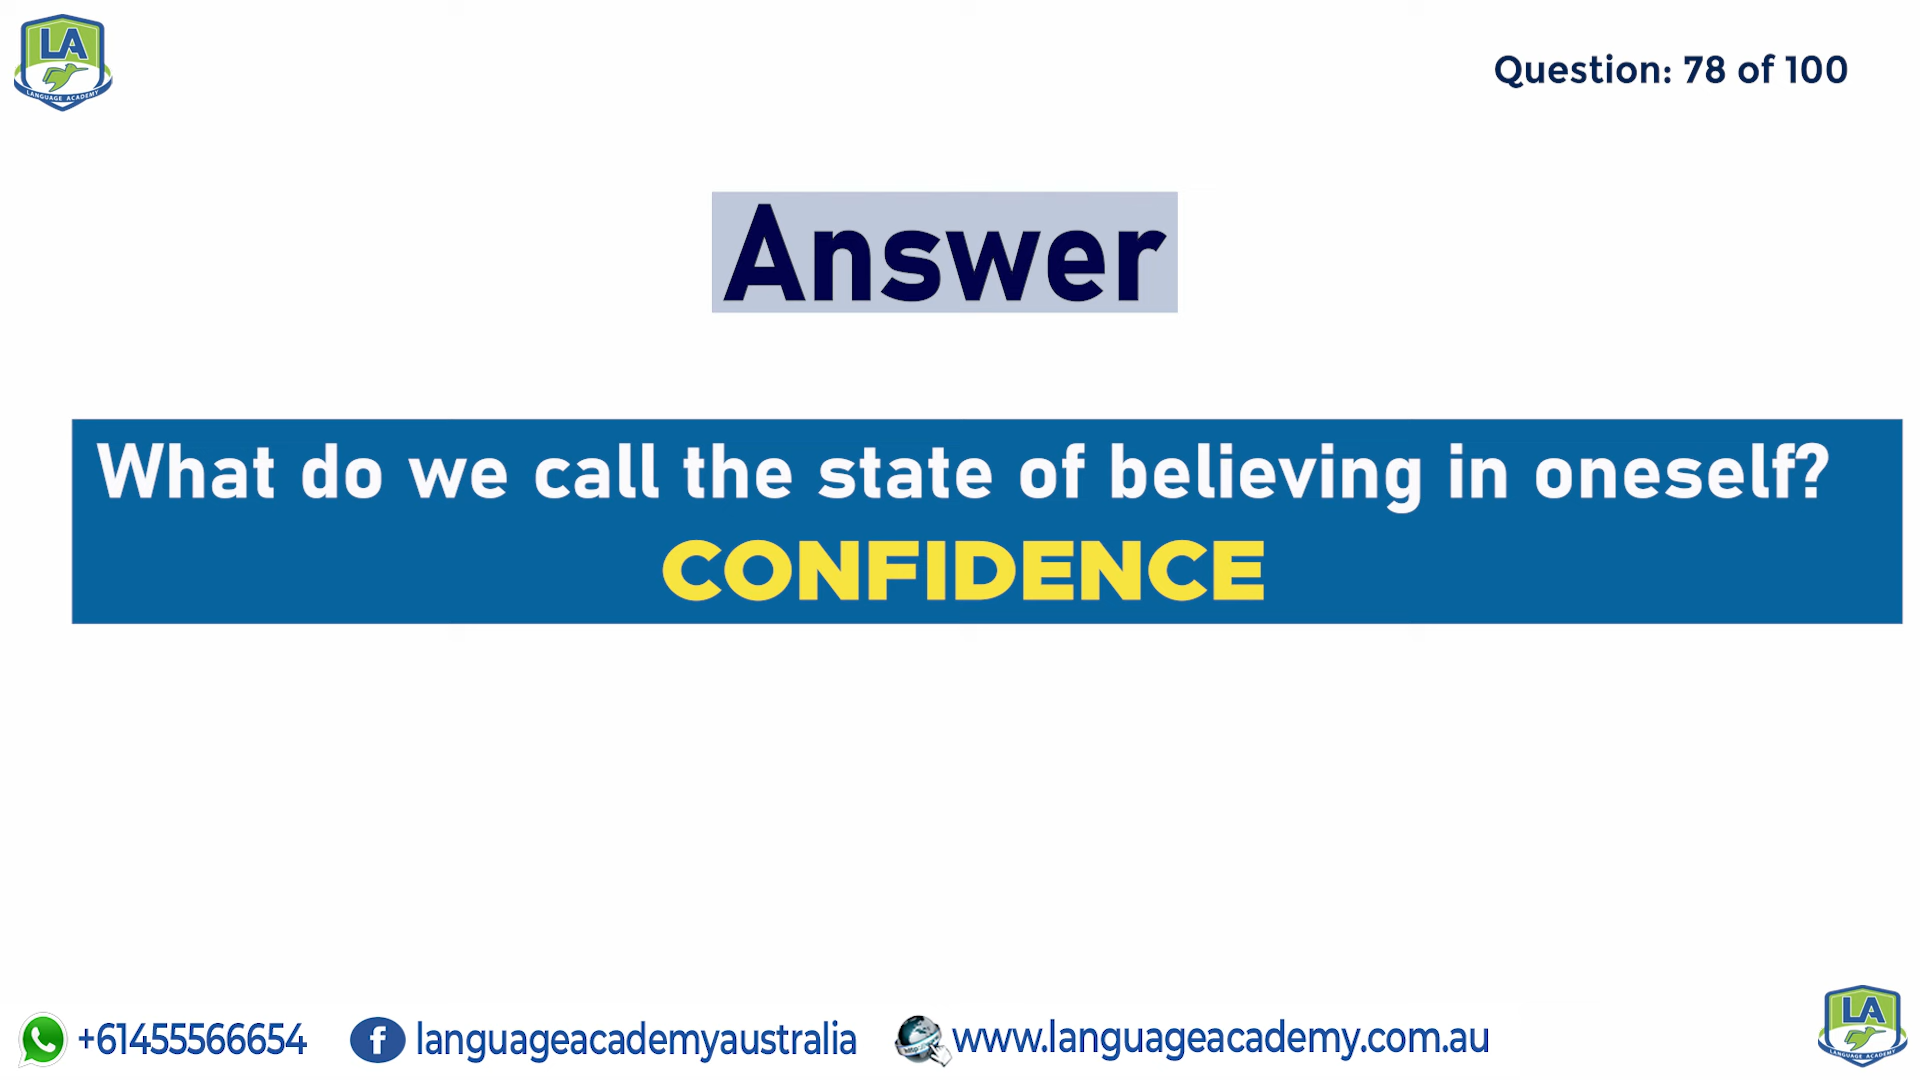 LA
LANGUAGE ACADEMY
Question: 78 of 100
Answer
What do we call the state of believing in oneself?
CONFIDENCE
+61455566654
languageacademyaustralia
http
www.languageacademy.com.au
LA
LANGUAGE ACADEMY